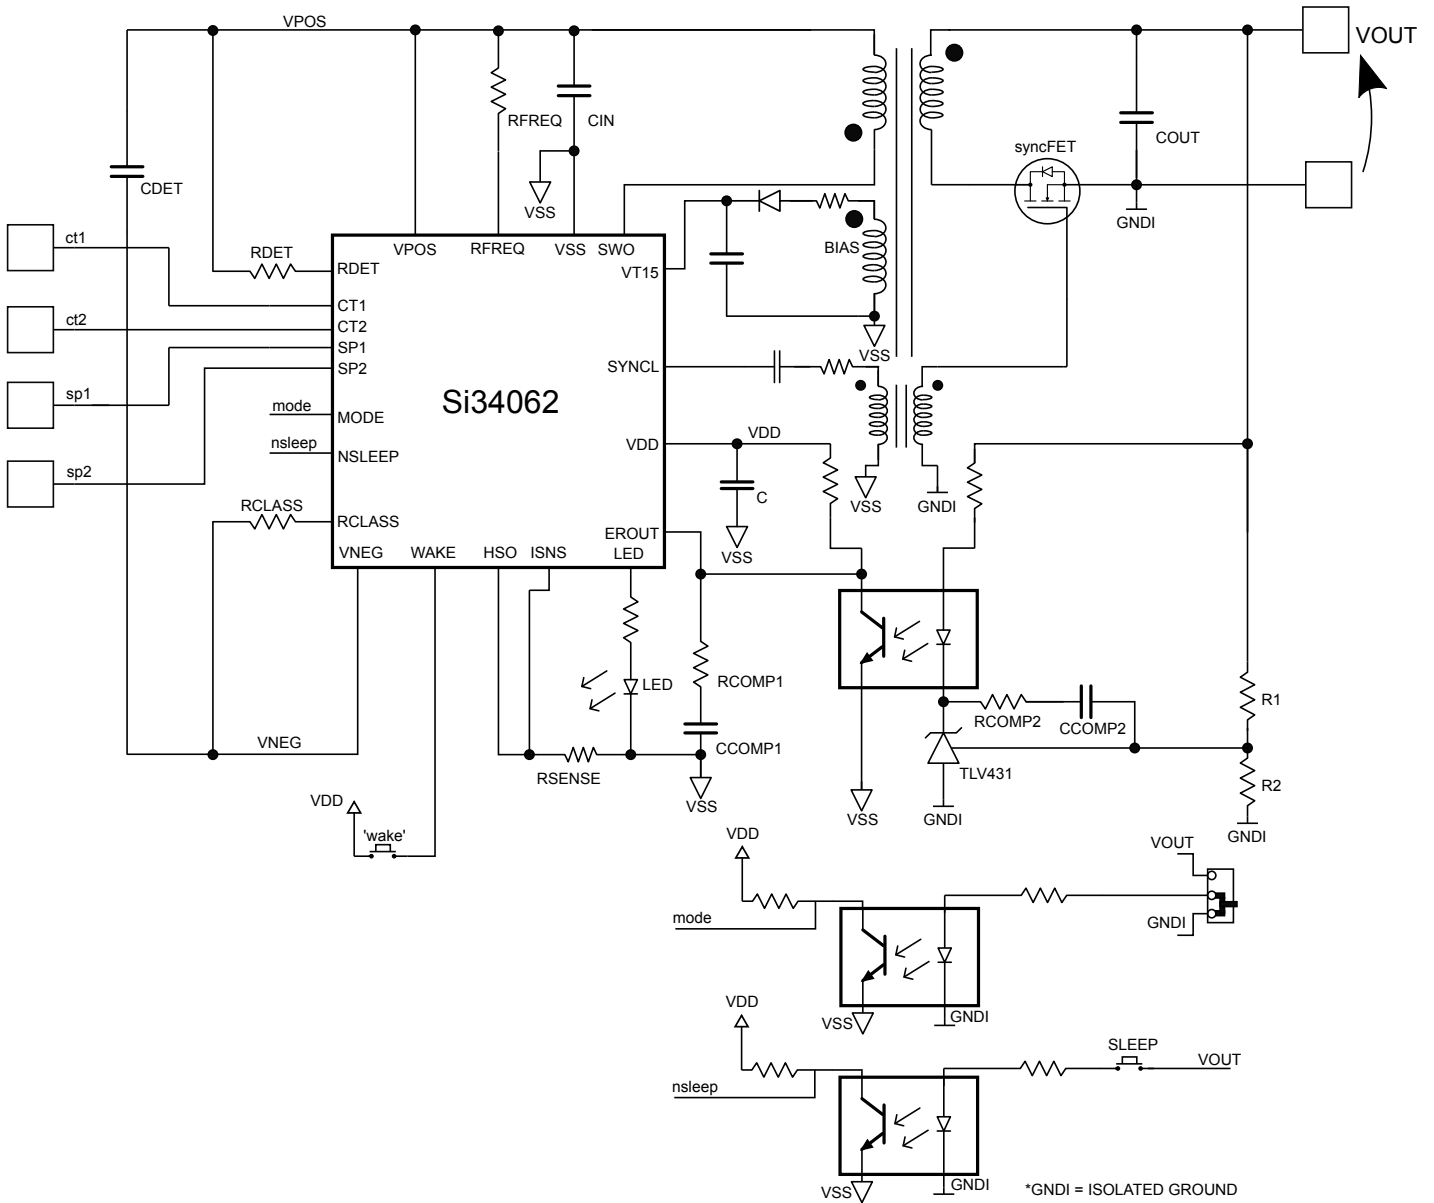 VPOS
VOUT
RFREQ
CIN
COUT
syncFET
CDET
VSS
GNDI
ct1
RDET
ct2
sp1
sp2
mode
nsleep
RCLASS
VPOS
RFREQ
VSS
SWO
RDET
VT15
CT1
CT2
SP1
SP2
SYNCL
Si34062
MODE
VDD
NSLEEP
RCLASS
EROUT
VNEG
WAKE
HSO
ISNS
LED
BIAS
VSS
VDD
VSS
GNDI
C
VSS
LED
RCOMP1
RCOMP2
CCOMP2
R1
VNEG
CCOMP1
RSENSE
TLV431
R2
VSS
VSS
GNDI
GNDI
VDD
'wake'
VDD
VOUT
mode
GNDI
VSS
GNDI
VDD
SLEEP
VOUT
nsleep
VSS
GNDI
*GNDI = ISOLATED GROUND